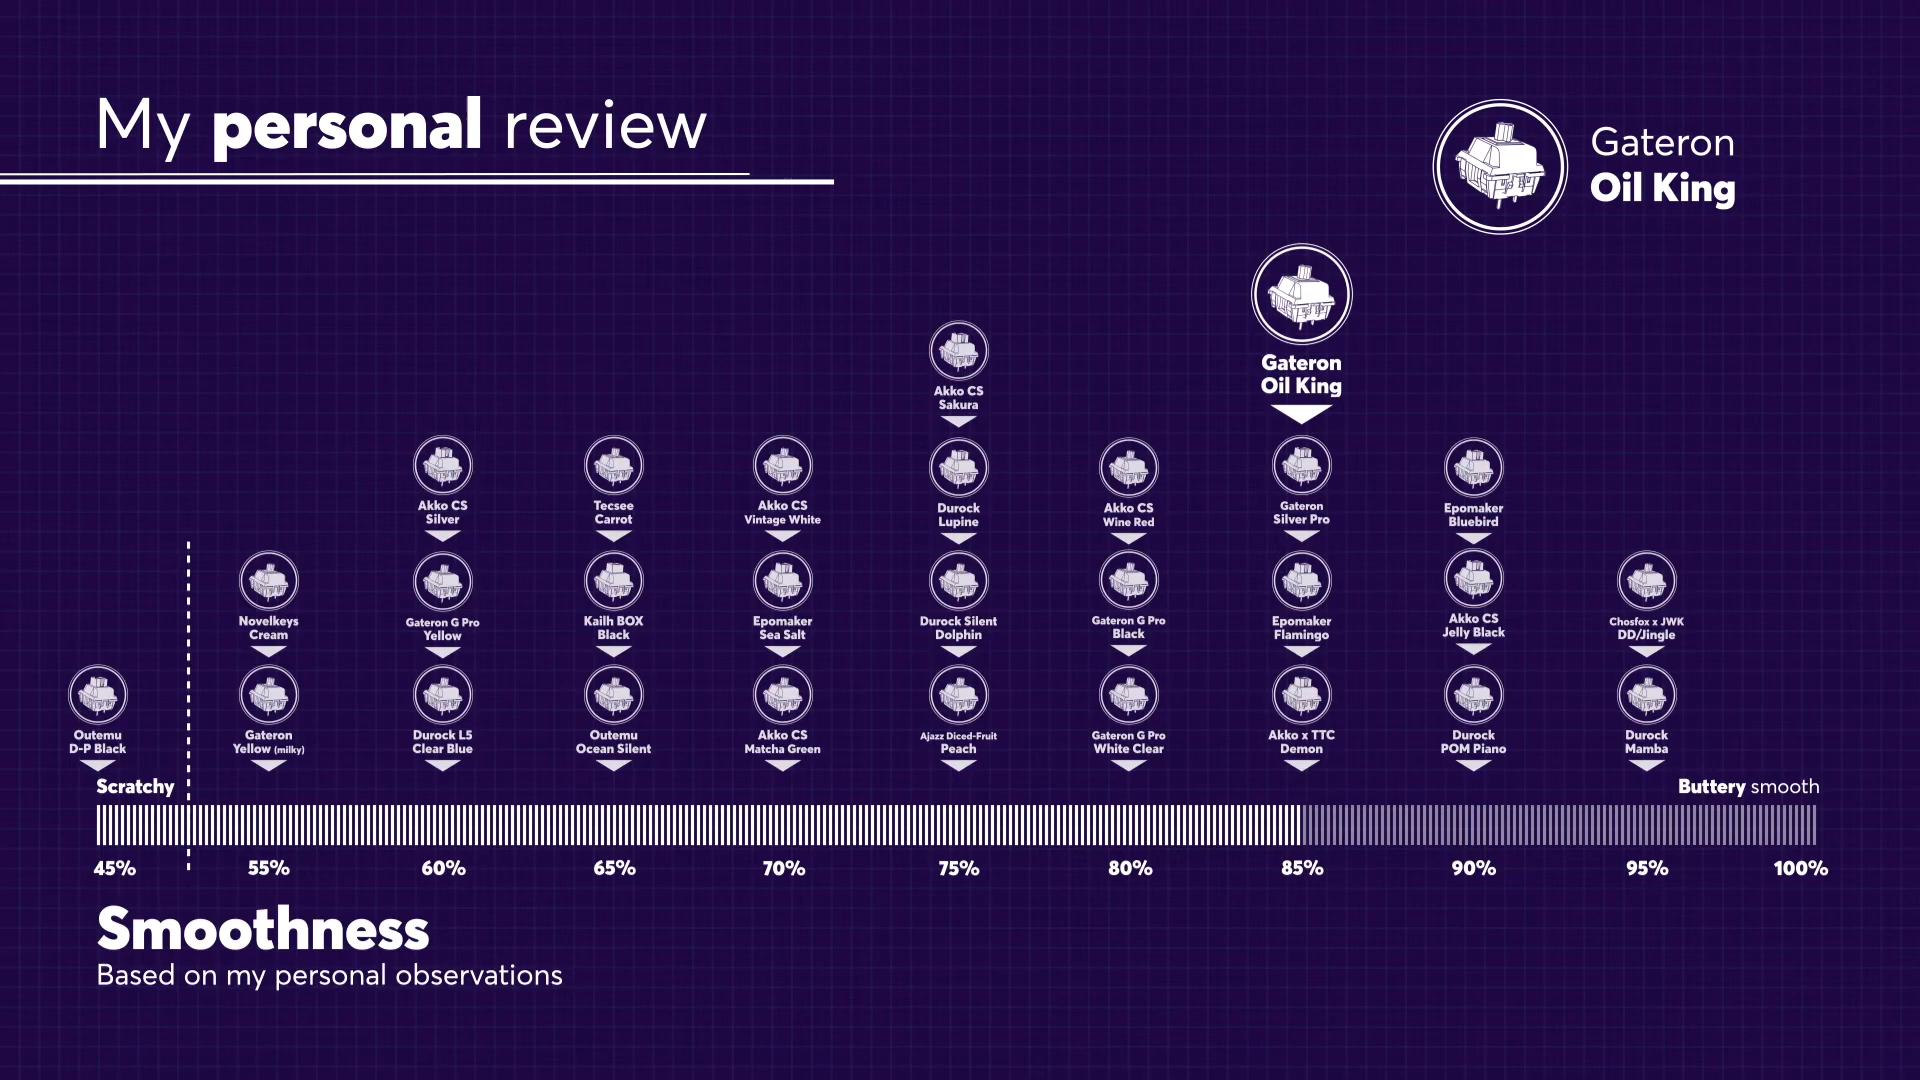 My personal review
Gateron
Oil King
Gateron
Oil King
Akko CS
Sakura
Akko CS
Silver
Tecsee
Carrot
Akko CS
Vintage White
Durock
Lupine
Akko CS
Wine Red
Gateron
Silver Pro
Epomaker
Bluebird
Novelkeys
Cream
Gateron G Pro
Yellow
Kailh BOX
Black
Epomaker
Sea Salt
Durock Silent
Dolphin
Gateron G Pro
Black
Epomaker
Flamingo
Akko CS
Jelly Black
Chosfox x JWK
DD/Jingle
Outemu
D-P Black
Gateron
Yellow (milky)
Durock L5
Clear Blue
Outemu
Ocean Silent
Akko CS
Matcha Green
Ajazz Diced-Fruit
Peach
Gateron G Pro
White Clear
Akko x TTC
Demon
Durock
POM Piano
Durock
Mamba
Scratchy
Buttery smooth
45% 55% 60% 65% 70% 75% 80% 85% 90% 95% 100%
Smoothness
Based on my personal observations